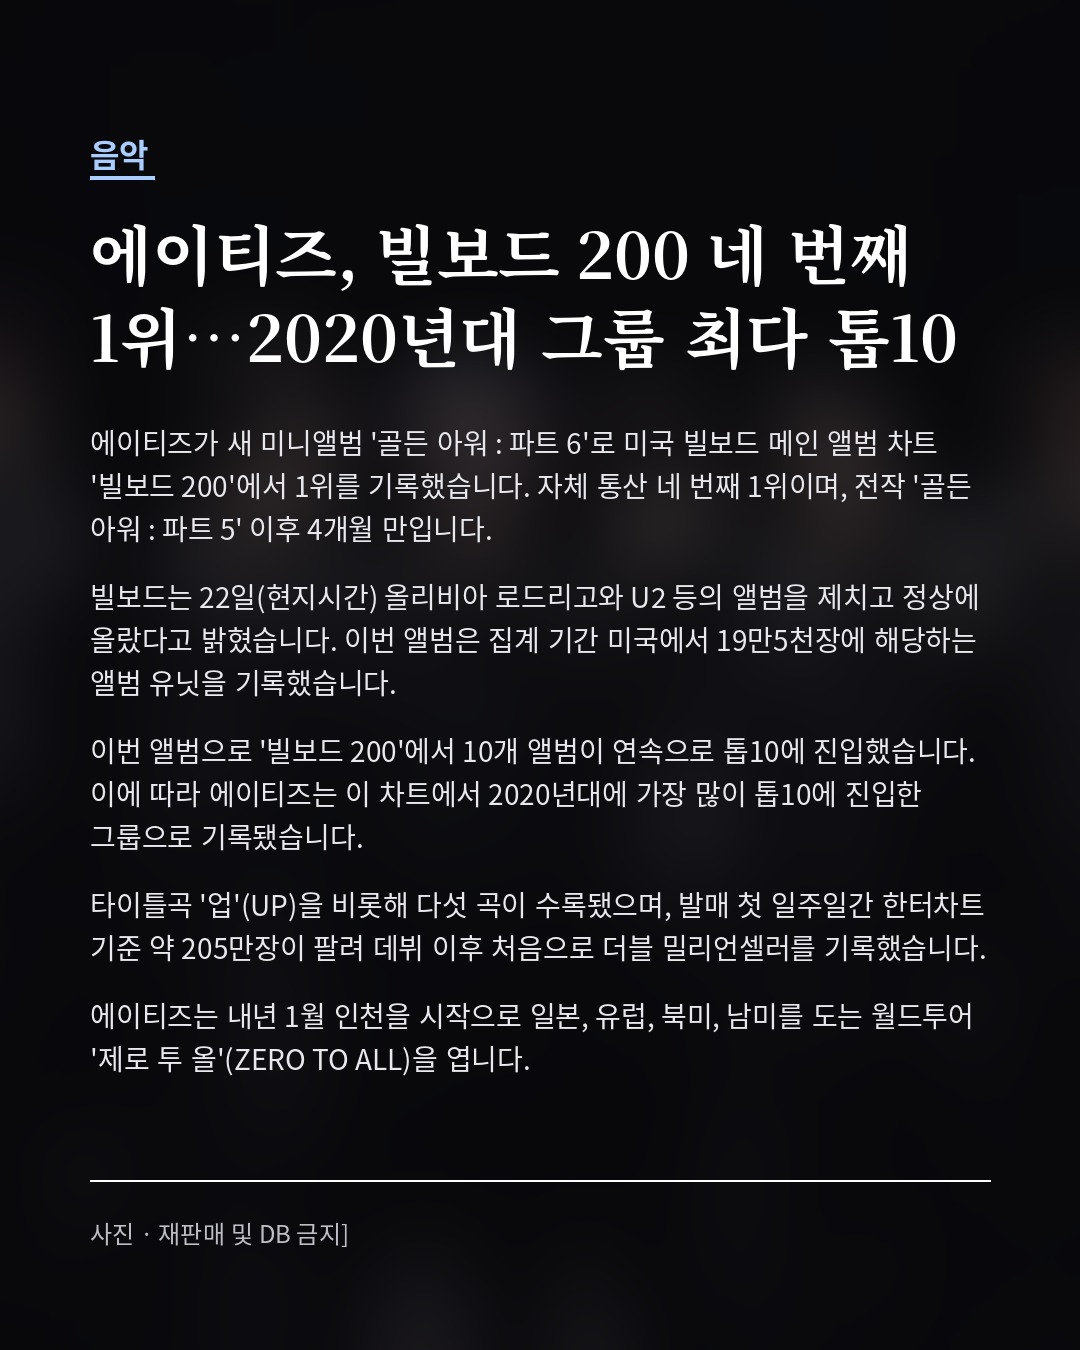 음악
에이티즈, 빌보드 200 네 번째
1위…2020년대 그룹 최다 톱10
에이티즈가 새 미니앨범 '골든 아워 : 파트 6'로 미국 빌보드 메인 앨범 차트
'빌보드 200'에서 1위를 기록했습니다. 자체 통산 네 번째 1위이며, 전작 '골든
아워 : 파트 5' 이후 4개월 만입니다.
빌보드는 22일(현지시간) 올리비아 로드리고와 U2 등의 앨범을 제치고 정상에
올랐다고 밝혔습니다. 이번 앨범은 집계 기간 미국에서 19만5천장에 해당하는
앨범 유닛을 기록했습니다.
이번 앨범으로 '빌보드 200'에서 10개 앨범이 연속으로 톱10에 진입했습니다.
이에 따라 에이티즈는 이 차트에서 2020년대에 가장 많이 톱10에 진입한
그룹으로 기록됐습니다.
타이틀곡 '업'(UP)을 비롯해 다섯 곡이 수록됐으며, 발매 첫 일주일간 한터차트
기준 약 205만장이 팔려 데뷔 이후 처음으로 더블 밀리언셀러를 기록했습니다.
에이티즈는 내년 1월 인천을 시작으로 일본, 유럽, 북미, 남미를 도는 월드투어
'제로 투 올'(ZERO TO ALL)을 엽니다.
사진 · 재판매 및 DB 금지]